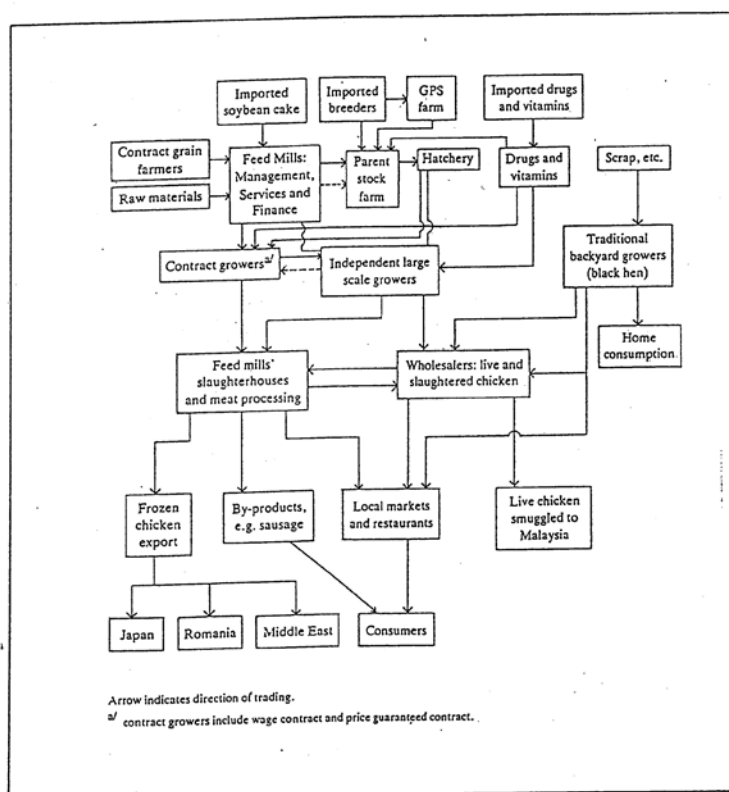 Imported
soybean cake
Imported
breeders
GPS
farm
Imported drugs
and vitamins
Contract grain
farmers
Raw materials
Feed Mills:
Management,
Services and
Finance
Parent
stock
farm
Hatchery
Drugs and
vitamins
Scrap, etc.
Contract growers a/
Independent large
scale growers
Traditional
backyard growers
(black hen)
Home
consumption
Feed mills'
slaughterhouses
and meat processing
Wholesalers: live and
slaughtered chicken
Frozen
chicken
export
By-products,
e.g. sausage
Local markets
and restaurants
Live chicken
smuggled to
Malaysia
Japan
Romania
Middle East
Consumers
Arrow indicates direction of trading.
a/ contract growers include wage contract and price guaranteed contract.